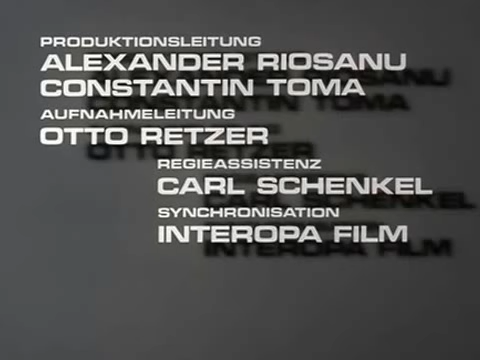 PRODUKTIONSLEITUNG
ALEXANDER RIOSANU
CONSTANTIN TOMA
AUFNAHMELEITUNG
OTTO RETZER
REGIEASSISTENZ
CARL SCHENKEL
SYNCHRONISATION
INTEROPA FILM